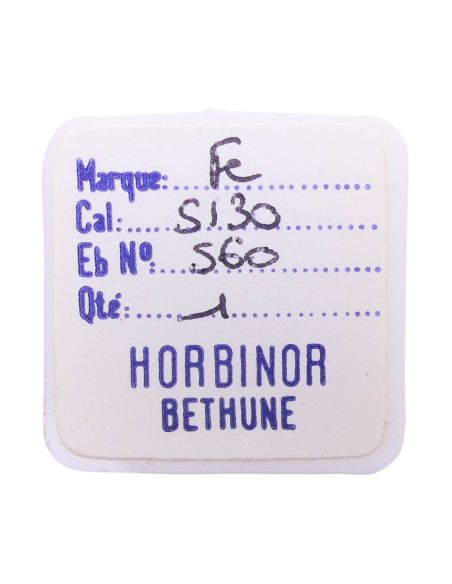 Marque: Fe
Cal: 5130
Eb Nº: 560
Qté: 1
HORBINOR
BETHUNE